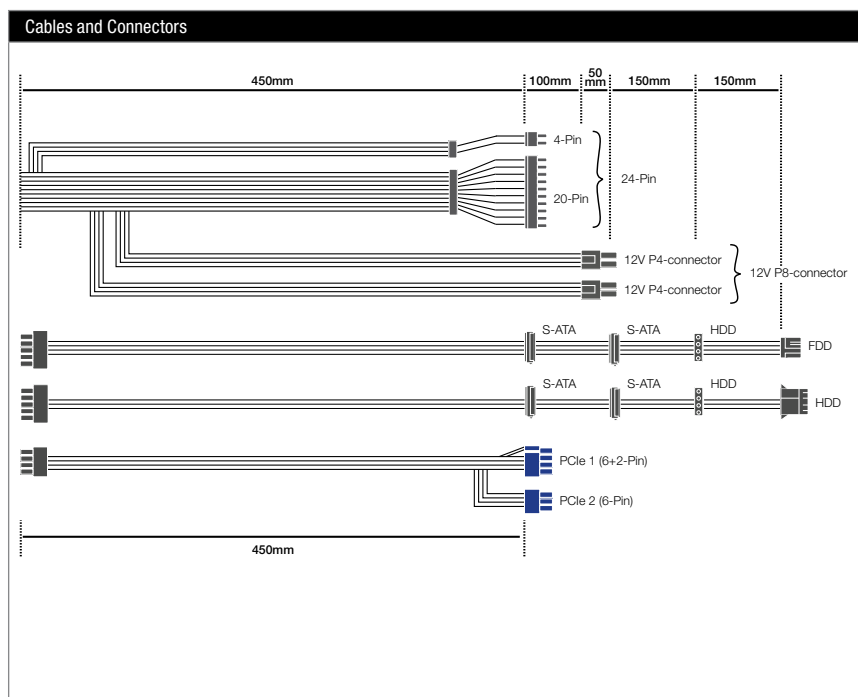 Cables and Connectors
450mm
100mm
50
mm
150mm
150mm
4-Pin
20-Pin
24-Pin
12V P4-connector
12V P4-connector
12V P8-connector
S-ATA
S-ATA
HDD
FDD
S-ATA
S-ATA
HDD
HDD
PCIe 1 (6+2-Pin)
PCIe 2 (6-Pin)
450mm